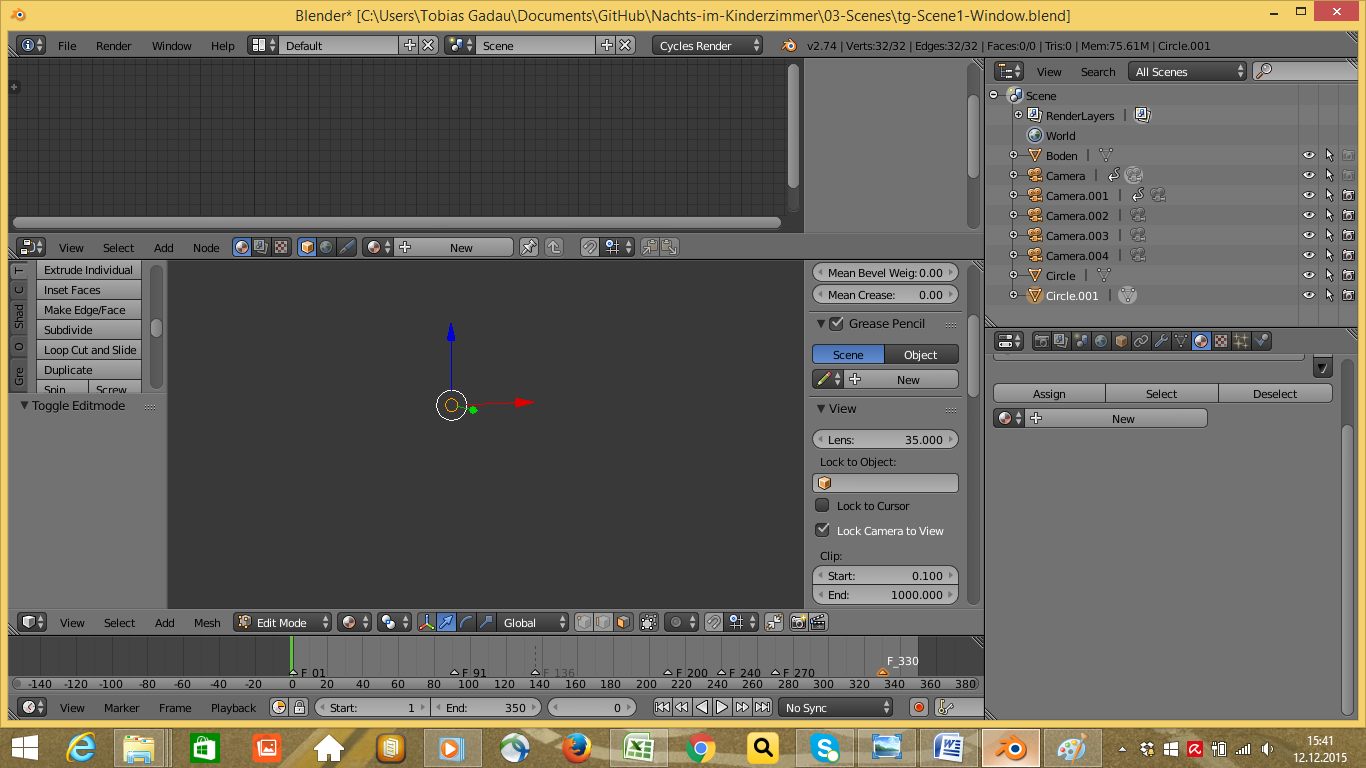 Blender* [C:\Users\Tobias Gadau\Documents\GitHub\Nachts-im-Kinderzimmer\03-Scenes\tg-Scene1-Window.blend]
File Render Window Help Default Scene Cycles Render v2.74 | Verts:32/32 | Edges:32/32 | Faces:0/0 | Tris:0 | Mem:75.61M | Circle.001
View Search All Scenes
Scene
RenderLayers
World
Boden
Camera
Camera.001
Camera.002
Camera.003
Camera.004
Circle
Circle.001
View Select Add Node New
T
C
Shad
O
Gre
Extrude Individual
Inset Faces
Make Edge/Face
Subdivide
Loop Cut and Slide
Duplicate
Spin Screw
Toggle Editmode
Mean Bevel Weig: 0.00
Mean Crease: 0.00
Grease Pencil
Scene Object
New
View
Lens: 35.000
Lock to Object:
Lock to Cursor
Lock Camera to View
Clip:
Start: 0.100
End: 1000.000
Assign Select Deselect
New
View Select Add Mesh Edit Mode Global
F_330
F_01 F_91 F_136 F_200 F_240 F_270
-140 -120 -100 -80 -60 -40 -20 0 20 40 60 80 100 120 140 160 180 200 220 240 260 280 300 320 340 360 380
View Marker Frame Playback Start: 1 End: 350 0 No Sync
15:41
12.12.2015